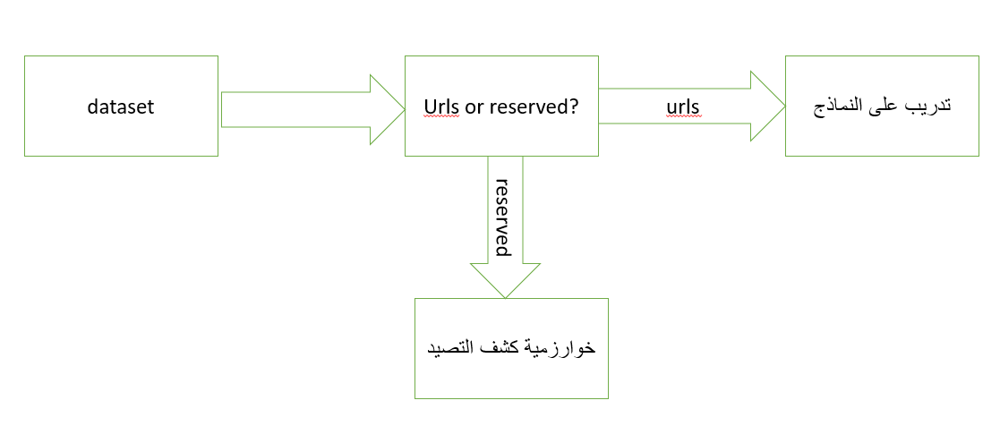 dataset
Urls or reserved?
urls
تدريب على النماذج
reserved
خوارزمية كشف التصيد